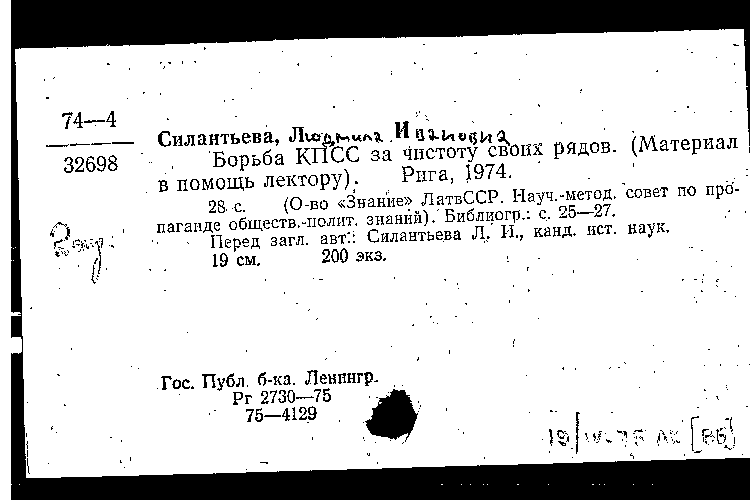 74—4
32698
Силантьева, Людмила Ивановна
Борьба КПСС за чистоту своих рядов. (Материал
в помощь лектору). Рига, 1974.
28 с. (О-во «Знание» ЛатвССР. Науч.-метод. совет по про-
паганде обществ.-полит. знаний). Библиогр.: с. 25—27.
Перед загл. авт.: Силантьева Л. И., канд. ист. наук.
19 см. 200 экз.
Гос. Публ. б-ка. Ленингр.
Рг 2730—75
75—4129